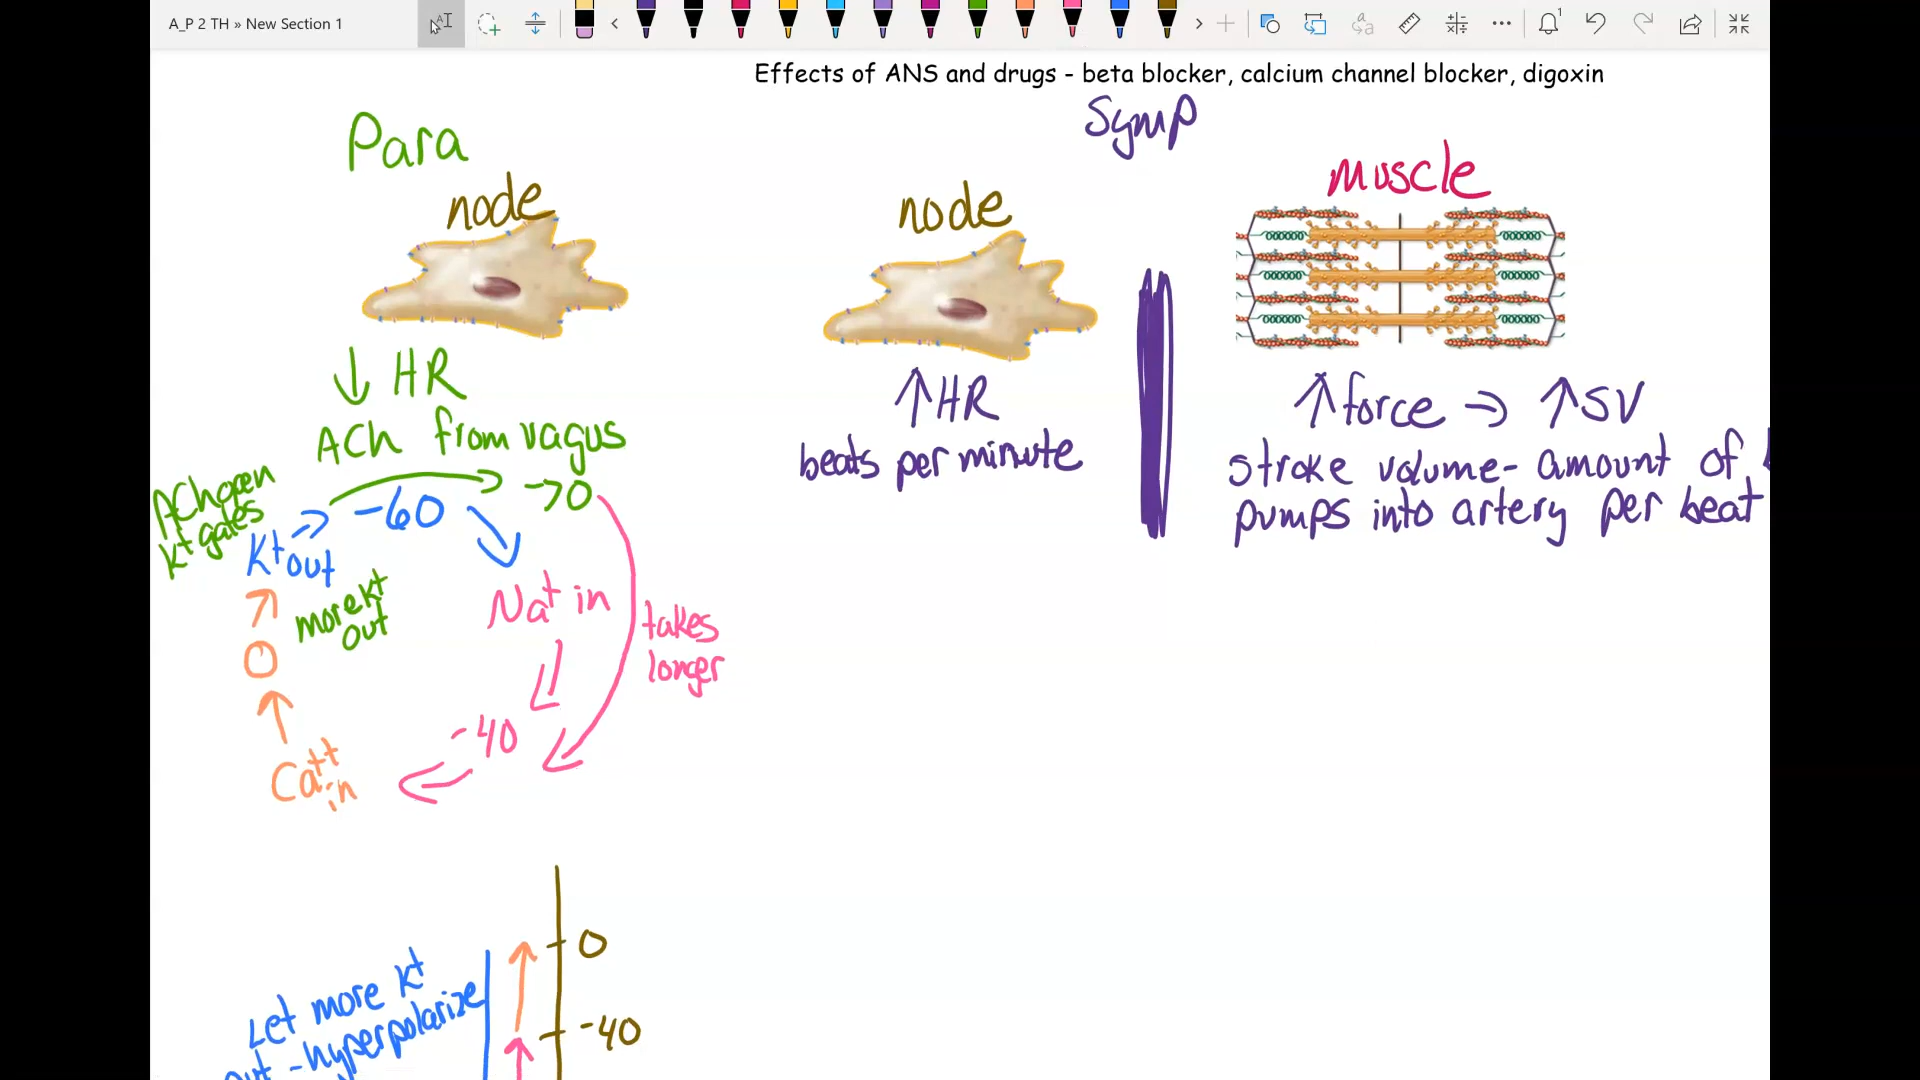 A_P 2 TH » New Section 1
Effects of ANS and drugs - beta blocker, calcium channel blocker, digoxin
Para
Symp
node
node
muscle
↓ HR
ACh from vagus
ACh open
K+ gates
-60
-70
K+ out
more K+
out
Na+ in
takes
longer
0
-40
Ca++
in
↑HR
beats per minute
↑force → ↑SV
stroke volume- amount of
pumps into artery per beat
0
-40
Let more K+
out - hyperpolarize